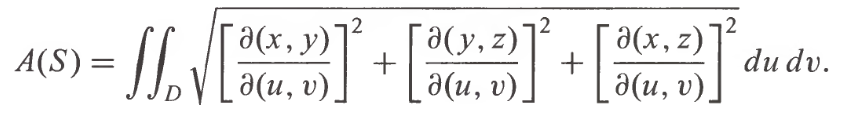 A(S) = ∬_D √([∂(x, y)/∂(u, v)]² + [∂(y, z)/∂(u, v)]² + [∂(x, z)/∂(u, v)]²) du dv.